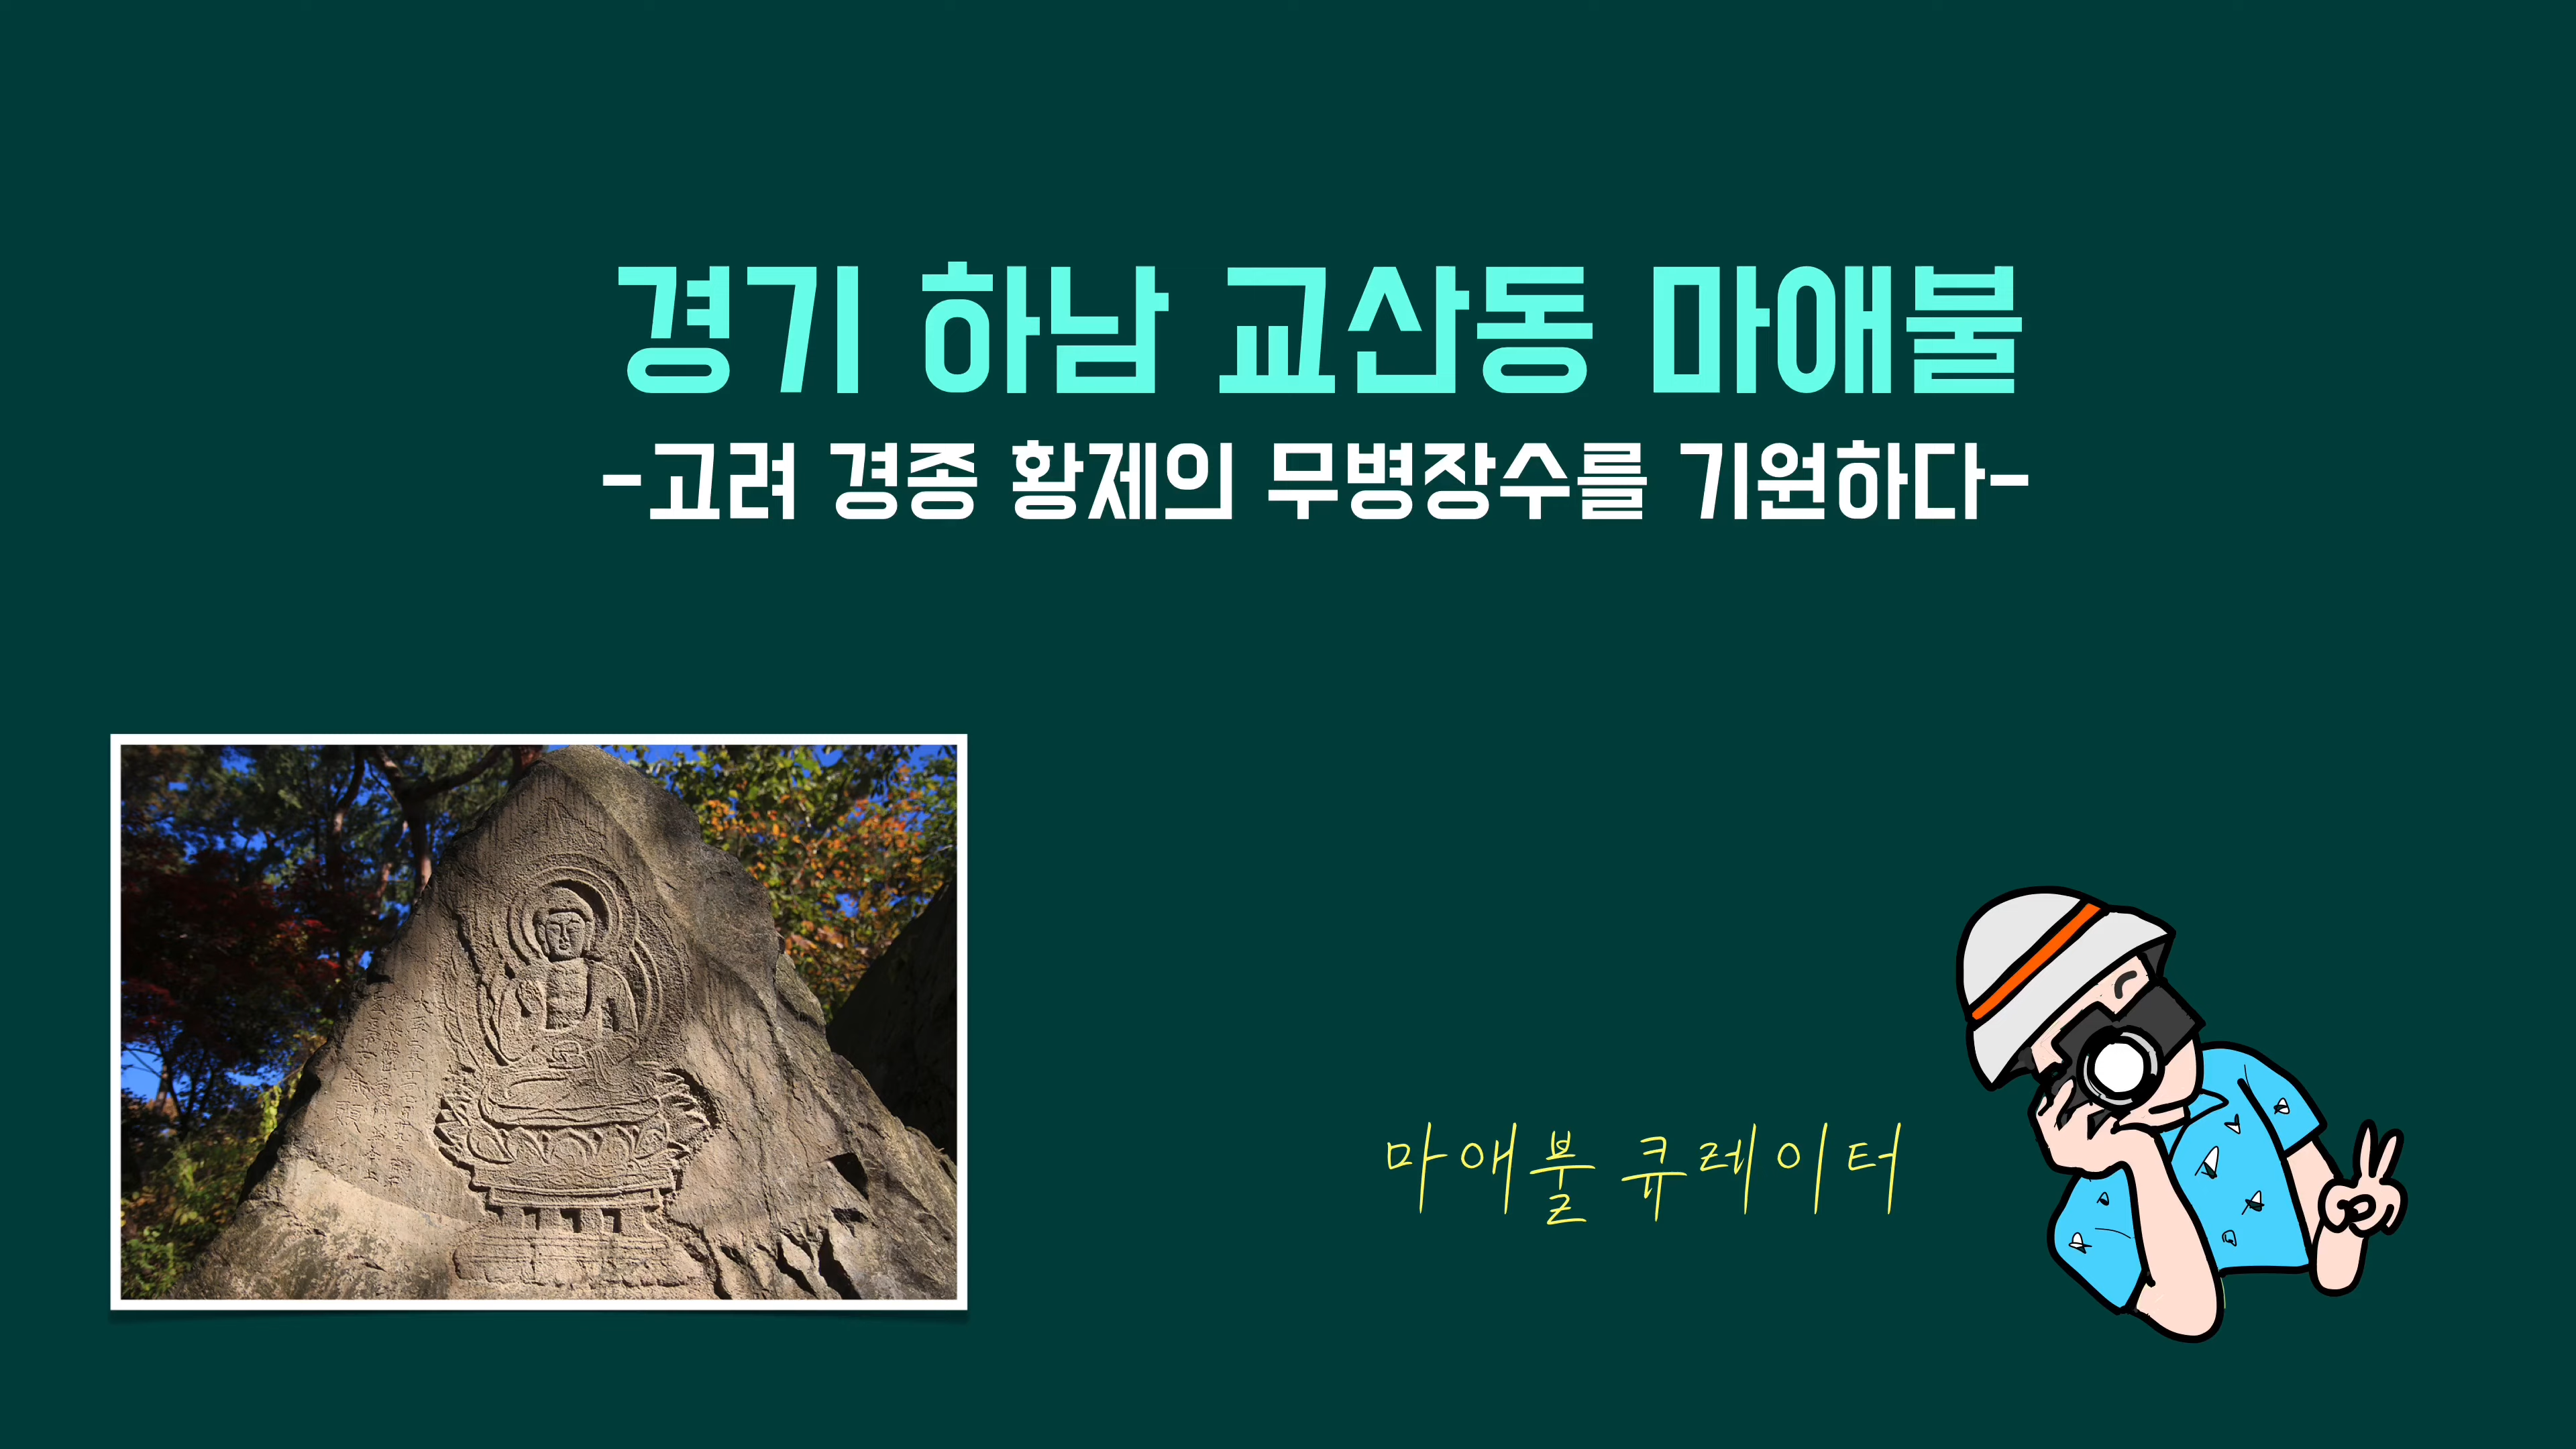 경기 하남 교산동 마애불
-고려 경종 황제의 무병장수를 기원하다-
마애불 큐레이터